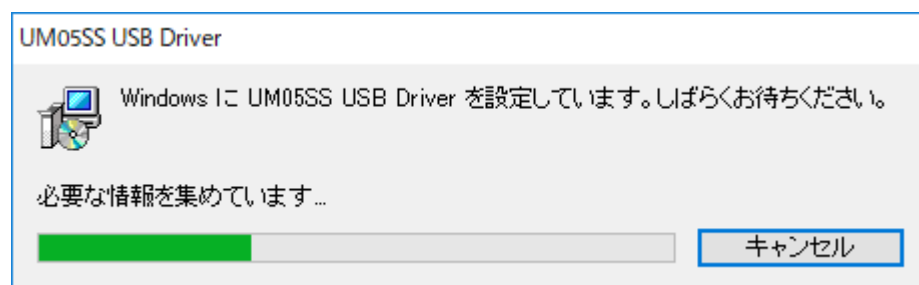 UM05SS USB Driver
Windows に UM05SS USB Driver を設定しています。しばらくお待ちください。
必要な情報を集めています...
キャンセル